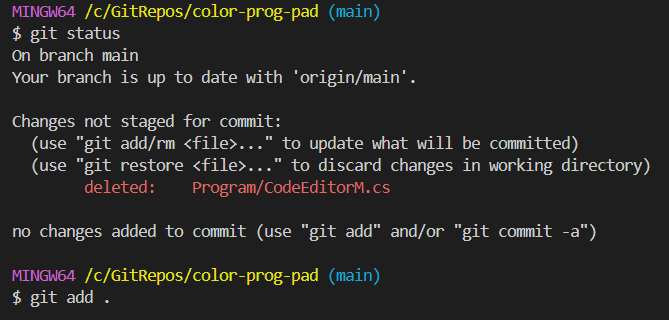 MINGW64 /c/GitRepos/color-prog-pad (main)
$ git status
On branch main
Your branch is up to date with 'origin/main'.

Changes not staged for commit:
  (use "git add/rm <file>..." to update what will be committed)
  (use "git restore <file>..." to discard changes in working directory)
        deleted:    Program/CodeEditorM.cs

no changes added to commit (use "git add" and/or "git commit -a")

MINGW64 /c/GitRepos/color-prog-pad (main)
$ git add .